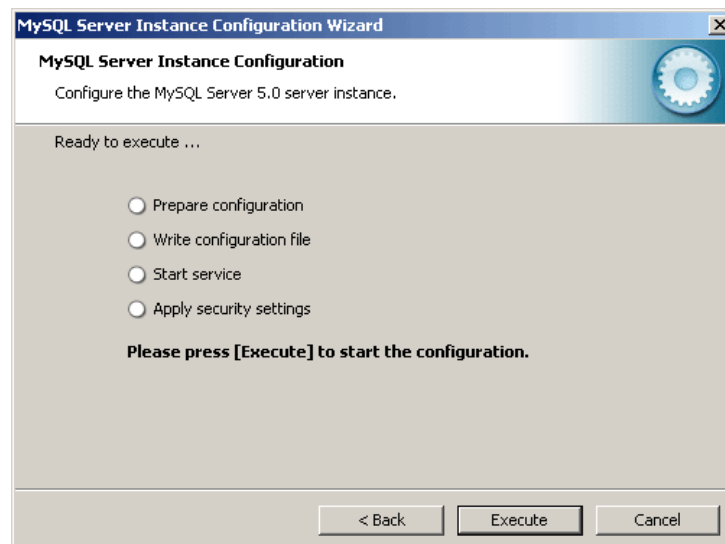 MySQL Server Instance Configuration Wizard
MySQL Server Instance Configuration
Configure the MySQL Server 5.0 server instance.
Ready to execute ...
Prepare configuration
Write configuration file
Start service
Apply security settings
Please press [Execute] to start the configuration.
< Back Execute Cancel